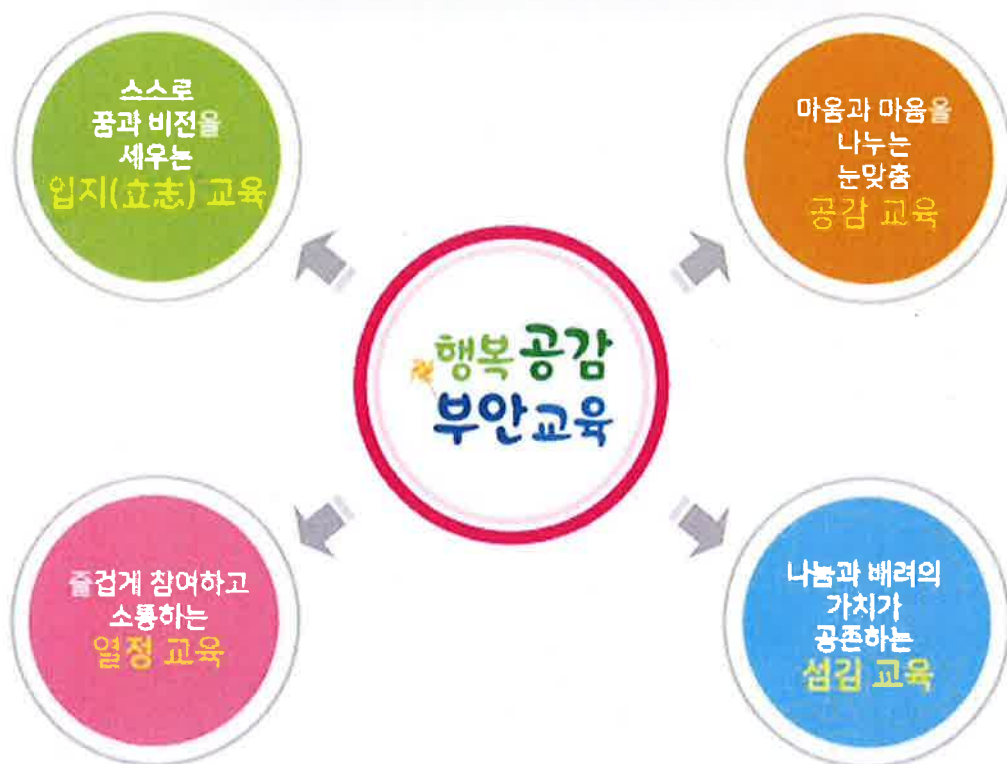 스스로
꿈과 비전을
세우는
입지(立志) 교육
마음과 마음을
나누는
눈맞춤
공감 교육
행복공감
부안교육
즐겁게 참여하고
소통하는
열정 교육
나눔과 배려의
가치가
공존하는
섬김 교육